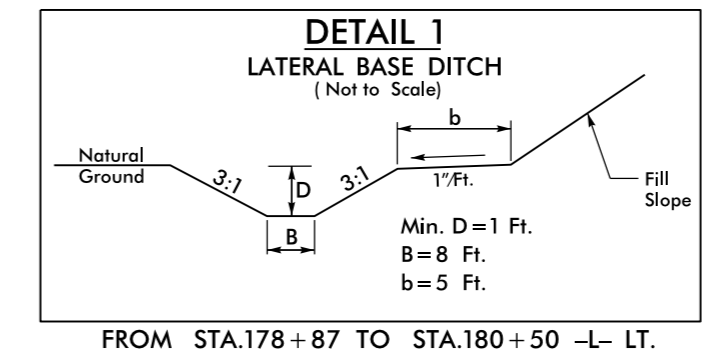 DETAIL 1
LATERAL BASE DITCH
( Not to Scale)
b
Natural
Ground
3:1
D
3:1
1"/Ft.
Fill
Slope
B
Min. D=1 Ft.
B=8 Ft.
b=5 Ft.
FROM STA.178+87 TO STA.180+50 -L- LT.